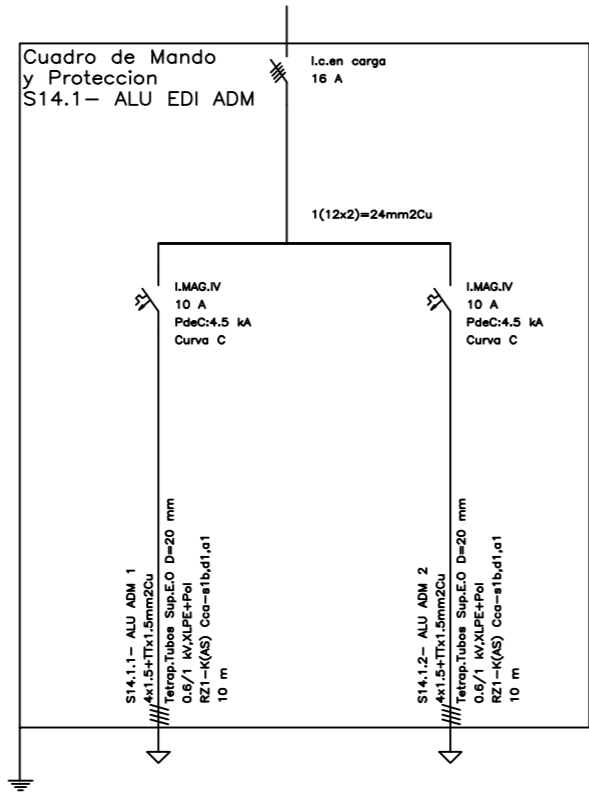 Cuadro de Mando
y Proteccion
S14.1- ALU EDI ADM
I.c.en carga
16 A
1(12x2)=24mm2Cu
I.MAG.IV
10 A
PdeC:4.5 kA
Curva C
I.MAG.IV
10 A
PdeC:4.5 kA
Curva C
S14.1.1- ALU ADM 1
4x1.5+TTx1.5mm2Cu
Tetrap.Tubos Sup.E.O D=20 mm
0.6/1 kV,XLPE+Pol
RZ1-K(AS) Cca-s1b,d1,a1
10 m
S14.1.2- ALU ADM 2
4x1.5+TTx1.5mm2Cu
Tetrap.Tubos Sup.E.O D=20 mm
0.6/1 kV,XLPE+Pol
RZ1-K(AS) Cca-s1b,d1,a1
10 m